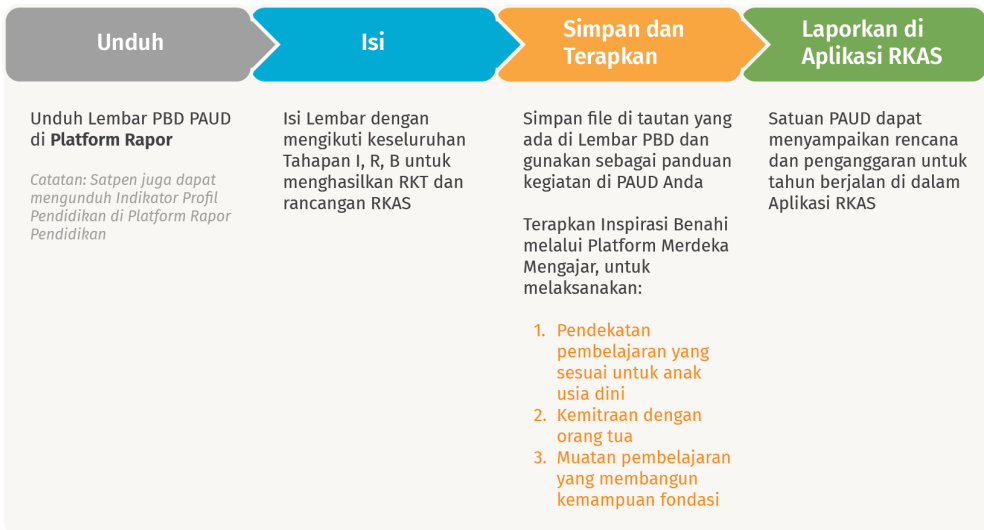 Unduh
Isi
Simpan dan
Terapkan
Laporkan di
Aplikasi RKAS
Unduh Lembar PBD PAUD
di Platform Rapor
Catatan: Satpen juga dapat
mengunduh Indikator Profil
Pendidikan di Platform Rapor
Pendidikan
Isi Lembar dengan
mengikuti keseluruhan
Tahapan I, R, B untuk
menghasilkan RKT dan
rancangan RKAS
Simpan file di tautan yang
ada di Lembar PBD dan
gunakan sebagai panduan
kegiatan di PAUD Anda
Terapkan Inspirasi Benahi
melalui Platform Merdeka
Mengajar, untuk
melaksanakan:
1. Pendekatan
pembelajaran yang
sesuai untuk anak
usia dini
2. Kemitraan dengan
orang tua
3. Muatan pembelajaran
yang membangun
kemampuan fondasi
Satuan PAUD dapat
menyampaikan rencana
dan penganggaran untuk
tahun berjalan di dalam
Aplikasi RKAS